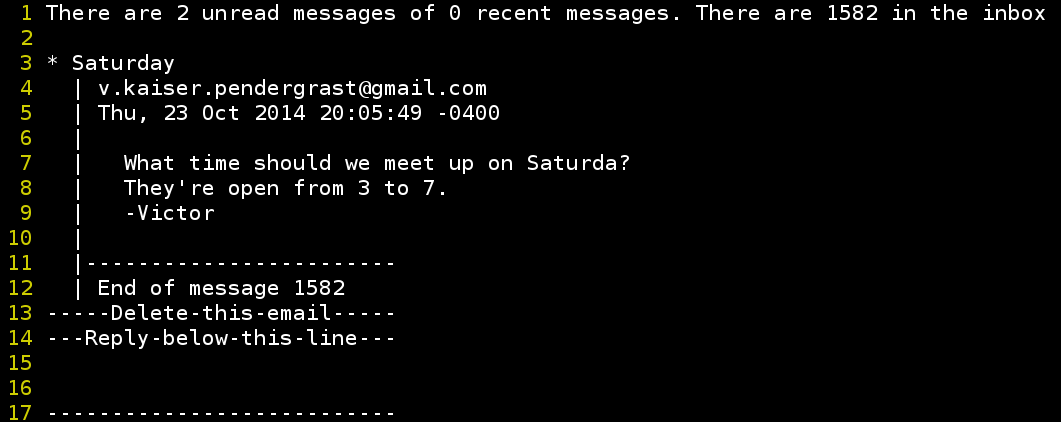 1 There are 2 unread messages of 0 recent messages. There are 1582 in the inbox
2
3 * Saturday
4   | v.kaiser.pendergrast@gmail.com
5   | Thu, 23 Oct 2014 20:05:49 -0400
6   |
7   |   What time should we meet up on Saturda?
8   |   They're open from 3 to 7.
9   |   -Victor
10   |
11   |------------------------
12   | End of message 1582
13 -----Delete-this-email-----
14 ---Reply-below-this-line---
15
16
17 ---------------------------